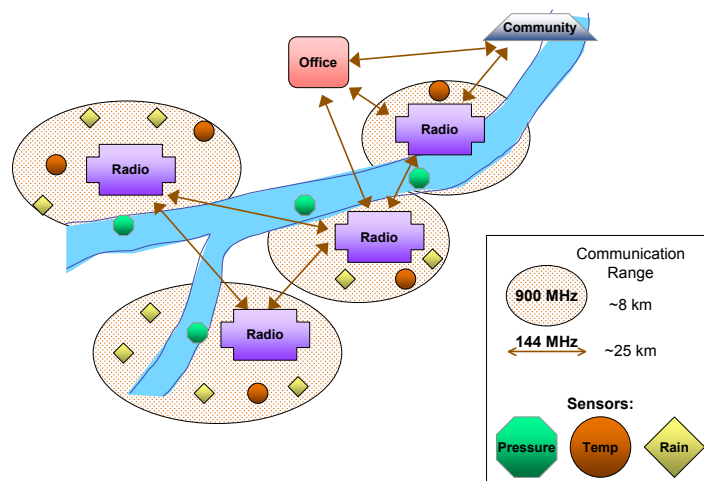 Community
Office
Radio
Radio
Radio
Radio
Communication
Range
900 MHz
~8 km
144 MHz
~25 km
Sensors:
Pressure
Temp
Rain